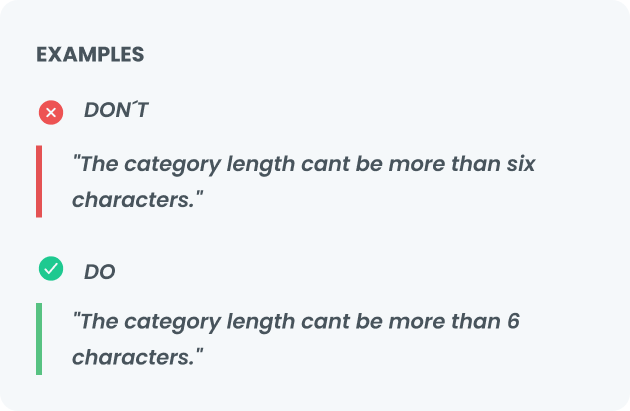 EXAMPLES
DON´T
"The category length cant be more than six
characters."
DO
"The category length cant be more than 6
characters."